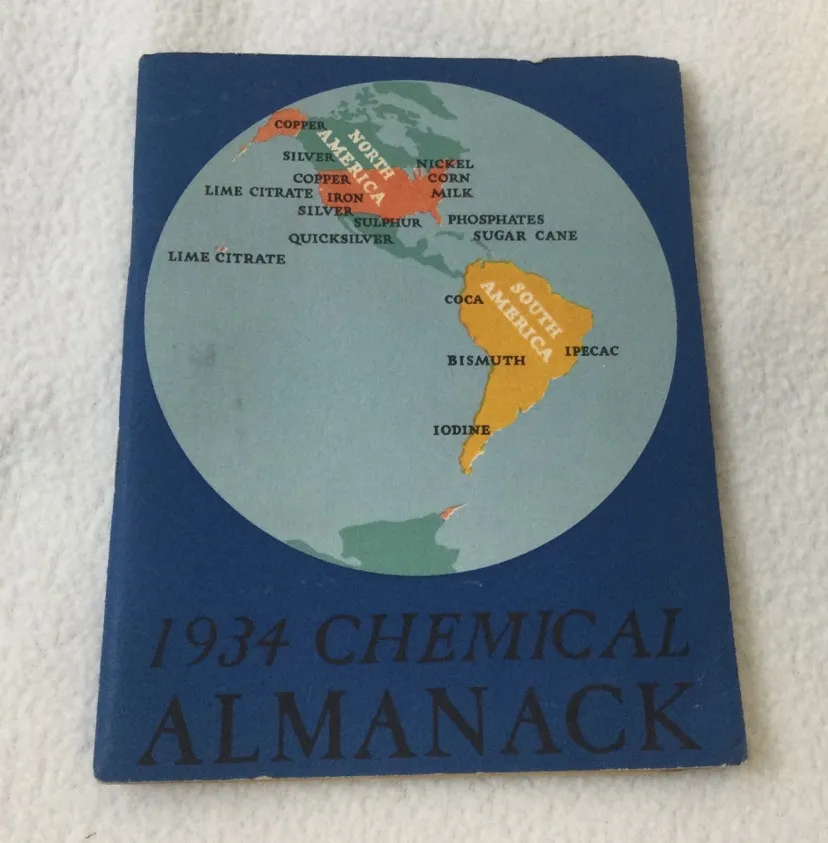 COPPER
NORTH
AMERICA
SILVER
NICKEL
COPPER
CORN
LIME CITRATE
IRON
MILK
SILVER
SULPHUR
PHOSPHATES
QUICKSILVER
SUGAR CANE
LIME CITRATE
SOUTH
AMERICA
COCA
IPECAC
BISMUTH
IODINE
1934 CHEMICAL
ALMANACK